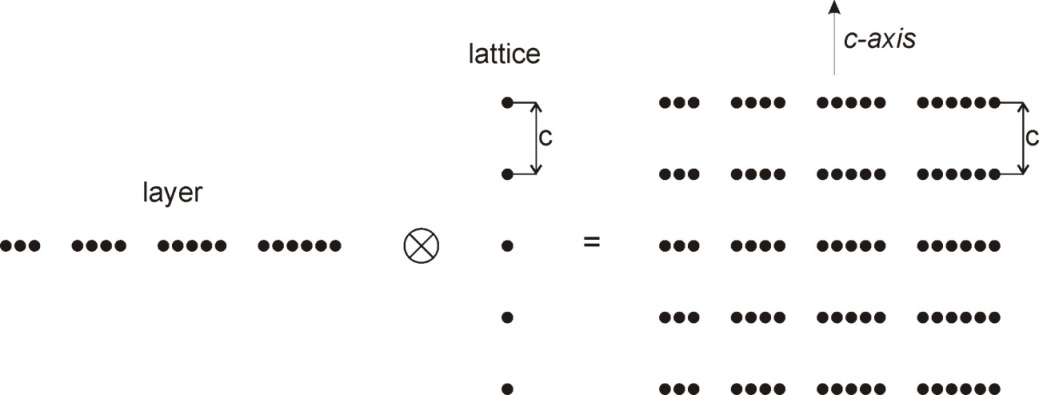 c-axis
lattice
c
c
layer
=